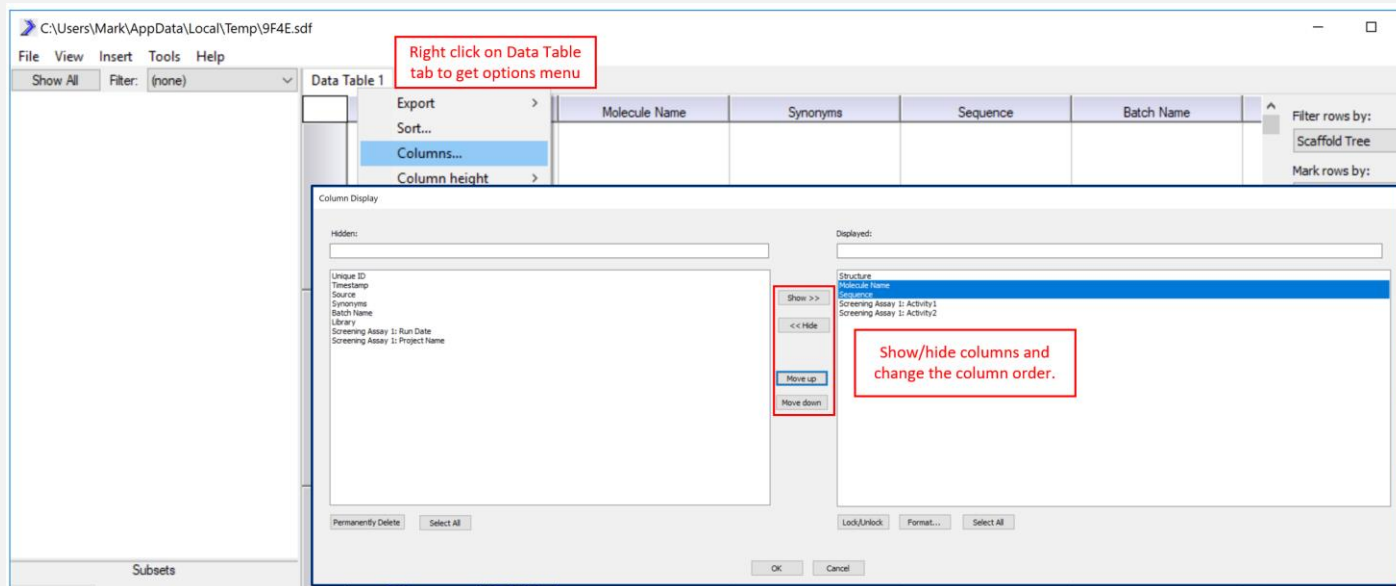 C:\Users\Mark\AppData\Local\Temp\9F4E.sdf
File View Insert Tools Help
Right click on Data Table
tab to get options menu
Show All Filter: (none)
Data Table 1
Export
Sort...
Columns...
Column height
Molecule Name Synonyms Sequence Batch Name
Filter rows by:
Scaffold Tree
Mark rows by:
Column Display
Hidden:
Unique ID
Timestamp
Source
Synonyms
Batch Name
Library
Screening Assay 1: Run Date
Screening Assay 1: Project Name
Permanently Delete Select All
Show >>
<< Hide
Move up
Move down
Displayed:
Structure
Molecule Name
Sequence
Screening Assay 1: Activity1
Screening Assay 1: Activity2
Show/hide columns and
change the column order.
Lock/Unlock Format... Select All
OK Cancel
Subsets